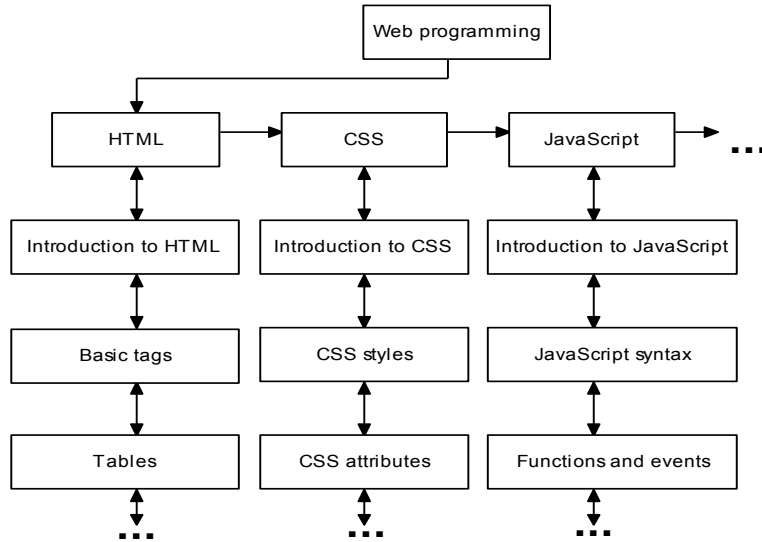 Web programming
HTML
CSS
JavaScript
...
Introduction to HTML
Introduction to CSS
Introduction to JavaScript
Basic tags
CSS styles
JavaScript syntax
Tables
CSS attributes
Functions and events
...
...
...